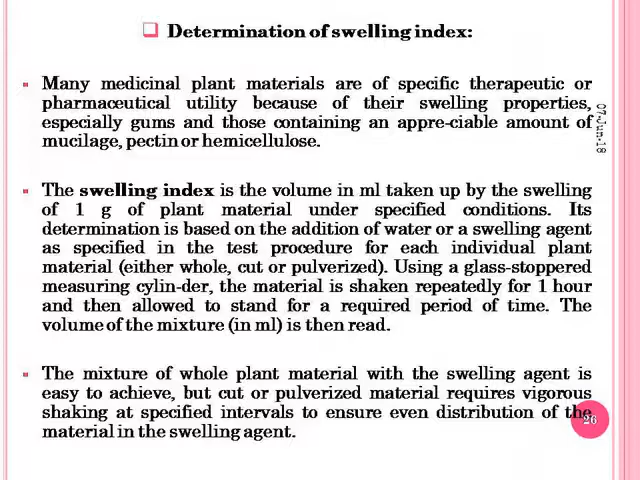 Determination of swelling index:
Many medicinal plant materials are of specific therapeutic or
pharmaceutical utility because of their swelling properties,
especially gums and those containing an appre-ciable amount of
mucilage, pectin or hemicellulose.
07-Jun-18
The swelling index is the volume in ml taken up by the swelling
of 1 g of plant material under specified conditions. Its
determination is based on the addition of water or a swelling agent
as specified in the test procedure for each individual plant
material (either whole, cut or pulverized). Using a glass-stoppered
measuring cylin-der, the material is shaken repeatedly for 1 hour
and then allowed to stand for a required period of time. The
volume of the mixture (in ml) is then read.
The mixture of whole plant material with the swelling agent is
easy to achieve, but cut or pulverized material requires vigorous
shaking at specified intervals to ensure even distribution of the
material in the swelling agent.
26